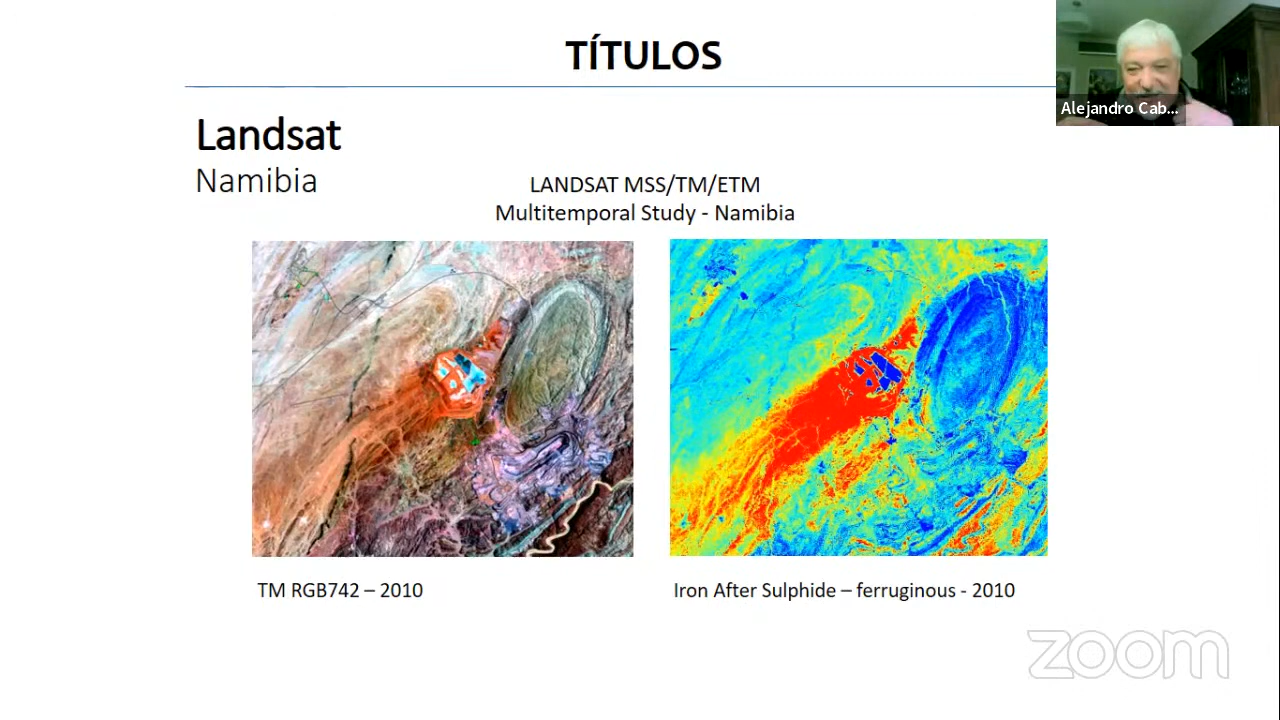 TÍTULOS
Alejandro Cab...
Landsat
Namibia
LANDSAT MSS/TM/ETM
Multitemporal Study - Namibia
TM RGB742 – 2010
Iron After Sulphide – ferruginous - 2010
zoom